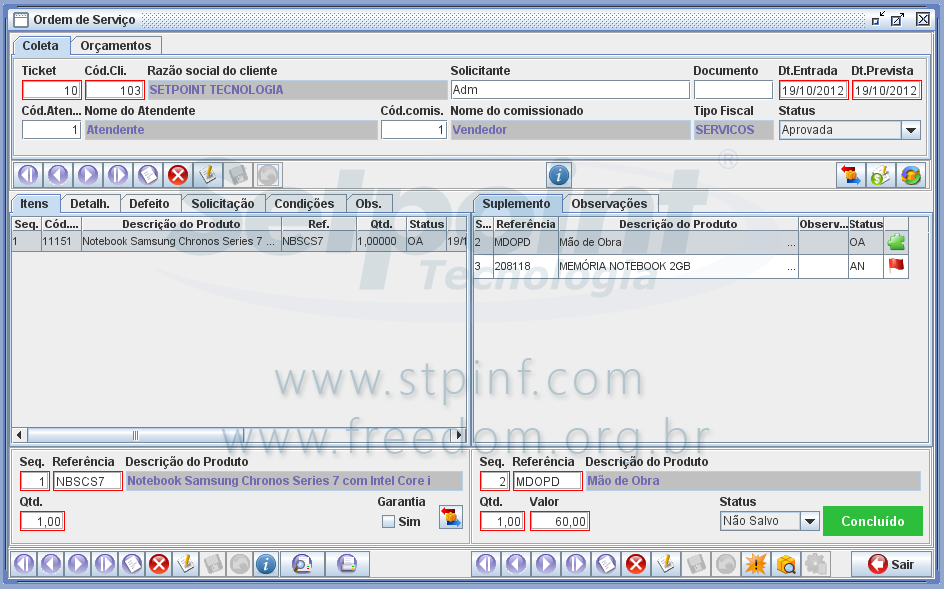 Ordem de Serviço
Coleta Orçamentos
Ticket Cód.Cli. Razão social do cliente Solicitante Documento Dt.Entrada Dt.Prevista
10 103 SETPOINT TECNOLOGIA Adm 19/10/2012 19/10/2012
Cód.Aten... Nome do Atendente Cód.comis. Nome do comissionado Tipo Fiscal Status
1 Atendente 1 Vendedor SERVICOS Aprovada
setpoint ®
Tecnologia
Itens Detalh. Defeito Solicitação Condições Obs. Suplemento Observações
Seq. Cód.... Descrição do Produto Ref. Qtd. Status S... Referência Descrição do Produto Observ... Status
1 11151 Notebook Samsung Chronos Series 7 ... NBSCS7 1,00000 OA 19/1 2 MDOPD Mão de Obra ... OA
3 208118 MEMÓRIA NOTEBOOK 2GB ... AN
www.stpinf.com
www.freedom.org.br
Seq. Referência Descrição do Produto Seq. Referência Descrição do Produto
1 NBSCS7 Notebook Samsung Chronos Series 7 com Intel Core i 2 MDOPD Mão de Obra
Qtd. Garantia Qtd. Valor Status
1,00 Sim 1,00 60,00 Não Salvo Concluído
Sair